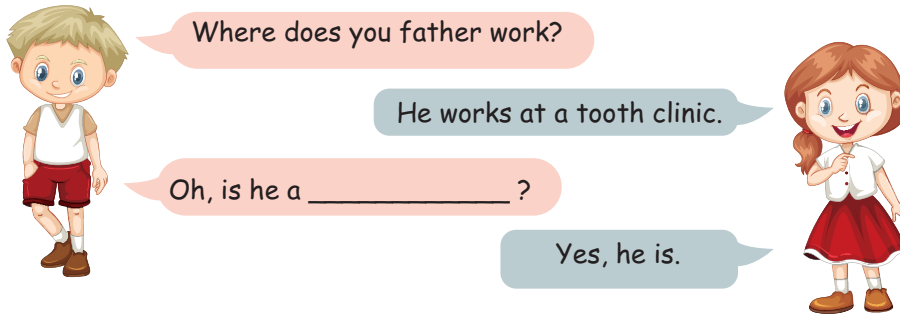 Where does you father work?
He works at a tooth clinic.
Oh, is he a ____________ ?
Yes, he is.